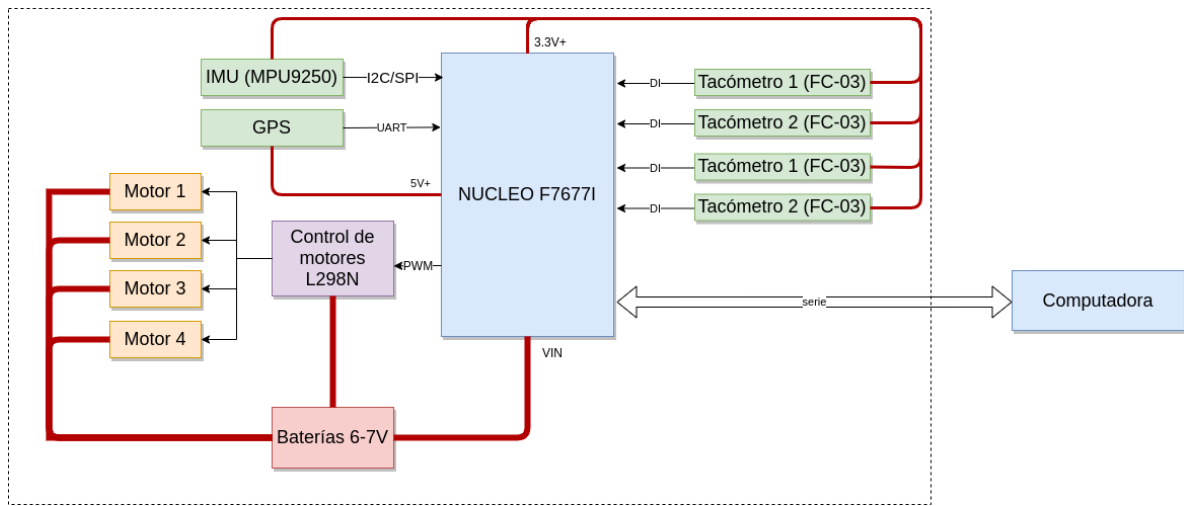 3.3V+
IMU (MPU9250)
I2C/SPI
GPS
UART
5V+
NUCLEO F7677I
DI
Tacómetro 1 (FC-03)
DI
Tacómetro 2 (FC-03)
DI
Tacómetro 1 (FC-03)
DI
Tacómetro 2 (FC-03)
Motor 1
Motor 2
Motor 3
Motor 4
Control de
motores
L298N
PWM
serie
Computadora
VIN
Baterías 6-7V